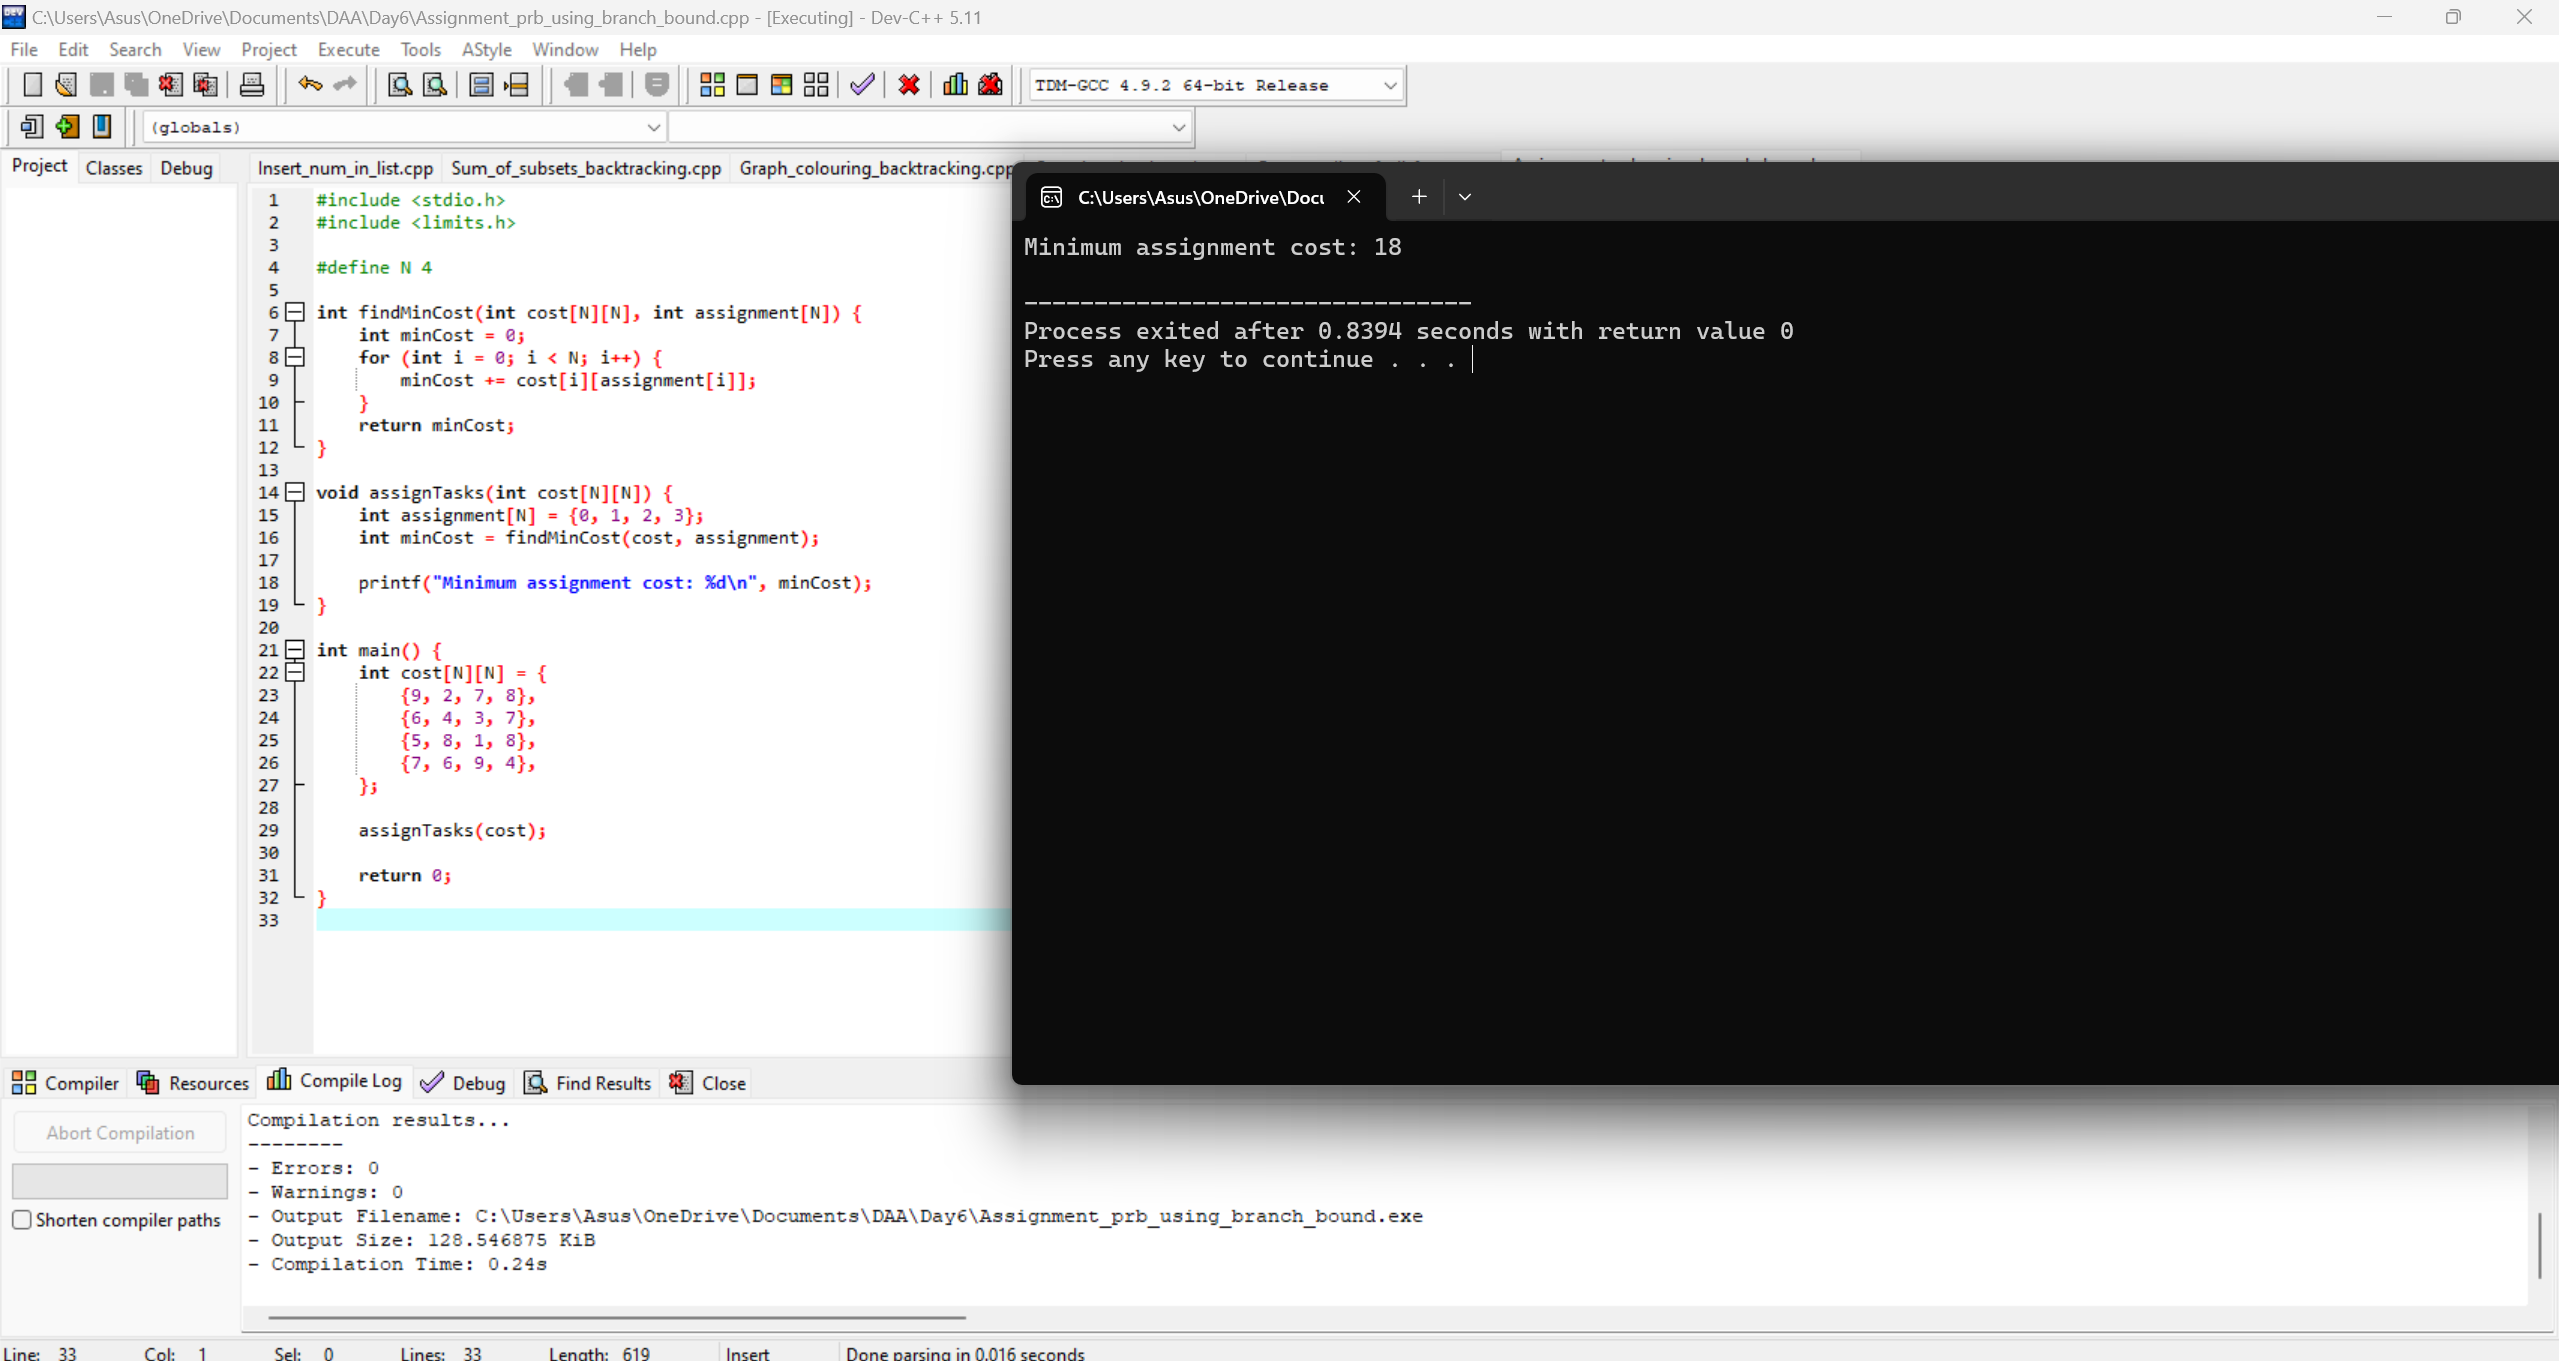 C:\Users\Asus\OneDrive\Documents\DAA\Day6\Assignment_prb_using_branch_bound.cpp - [Executing] - Dev-C++ 5.11
File Edit Search View Project Execute Tools AStyle Window Help
TDM-GCC 4.9.2 64-bit Release
(globals)
Project Classes Debug
Insert_num_in_list.cpp Sum_of_subsets_backtracking.cpp Graph_colouring_backtracking.cpp
1 #include <stdio.h>
2 #include <limits.h>
3
4 #define N 4
5
6 int findMinCost(int cost[N][N], int assignment[N]) {
7 int minCost = 0;
8 for (int i = 0; i < N; i++) {
9 minCost += cost[i][assignment[i]];
10 }
11 return minCost;
12 }
13
14 void assignTasks(int cost[N][N]) {
15 int assignment[N] = {0, 1, 2, 3};
16 int minCost = findMinCost(cost, assignment);
17
18 printf("Minimum assignment cost: %d\n", minCost);
19 }
20
21 int main() {
22 int cost[N][N] = {
23 {9, 2, 7, 8},
24 {6, 4, 3, 7},
25 {5, 8, 1, 8},
26 {7, 6, 9, 4},
27 };
28
29 assignTasks(cost);
30
31 return 0;
32 }
33
C:\Users\Asus\OneDrive\Docu
Minimum assignment cost: 18
--------------------------------
Process exited after 0.8394 seconds with return value 0
Press any key to continue . . .
Compiler Resources Compile Log Debug Find Results Close
Abort Compilation
Shorten compiler paths
Compilation results...
--------
- Errors: 0
- Warnings: 0
- Output Filename: C:\Users\Asus\OneDrive\Documents\DAA\Day6\Assignment_prb_using_branch_bound.exe
- Output Size: 128.546875 KiB
- Compilation Time: 0.24s
Line: 33 Col: 1 Sel: 0 Lines: 33 Length: 619 Insert Done parsing in 0.016 seconds